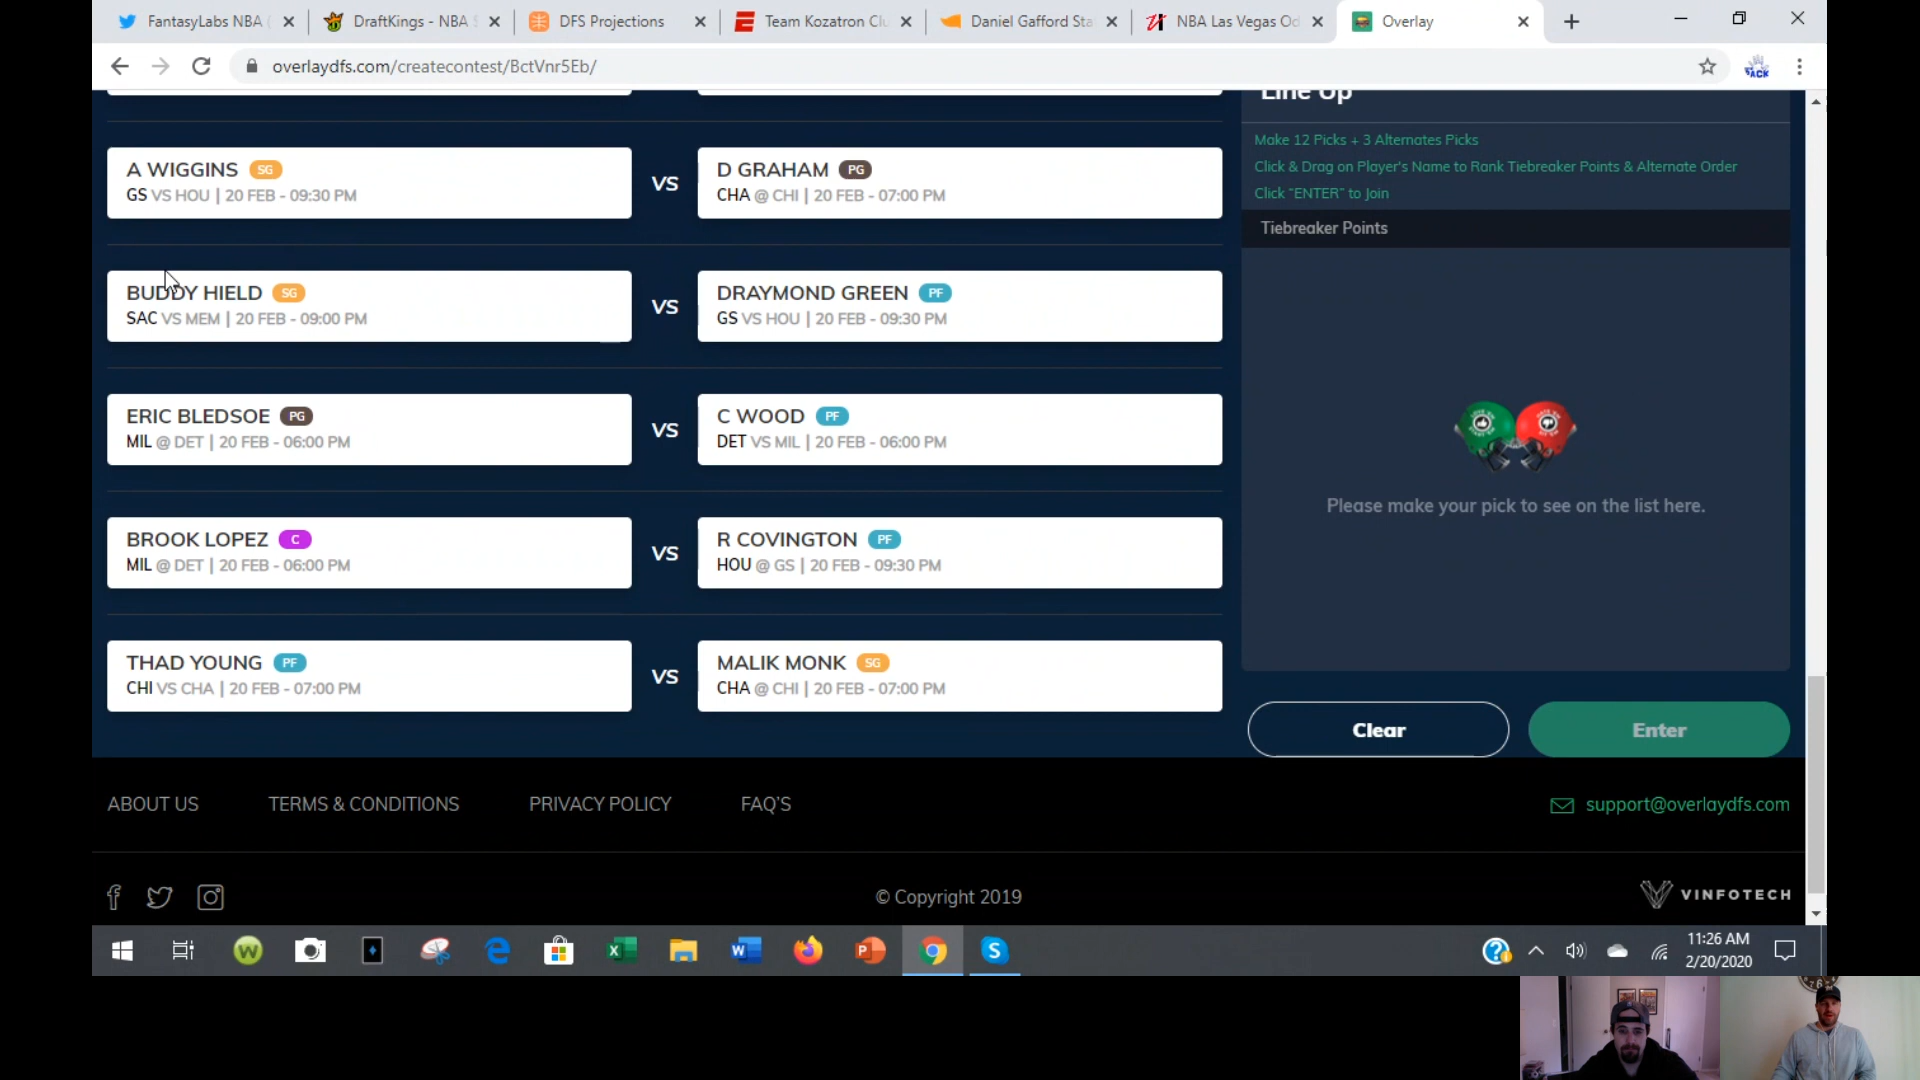 FantasyLabs NBA
DraftKings - NBA
DFS Projections
Team Kozatron Clu
Daniel Gafford Sta
NBA Las Vegas Od
Overlay
overlaydfs.com/createcontest/BctVnr5Eb/
Line Up
Make 12 Picks + 3 Alternates Picks
Click & Drag on Player's Name to Rank Tiebreaker Points & Alternate Order
Click "ENTER" to Join
Tiebreaker Points
A WIGGINS SG
GS VS HOU | 20 FEB - 09:30 PM
VS
D GRAHAM PG
CHA @ CHI | 20 FEB - 07:00 PM
BUDDY HIELD SG
SAC VS MEM | 20 FEB - 09:00 PM
VS
DRAYMOND GREEN PF
GS VS HOU | 20 FEB - 09:30 PM
ERIC BLEDSOE PG
MIL @ DET | 20 FEB - 06:00 PM
VS
C WOOD PF
DET VS MIL | 20 FEB - 06:00 PM
BROOK LOPEZ C
MIL @ DET | 20 FEB - 06:00 PM
VS
R COVINGTON PF
HOU @ GS | 20 FEB - 09:30 PM
THAD YOUNG PF
CHI VS CHA | 20 FEB - 07:00 PM
VS
MALIK MONK SG
CHA @ CHI | 20 FEB - 07:00 PM
Please make your pick to see on the list here.
Clear
Enter
ABOUT US
TERMS & CONDITIONS
PRIVACY POLICY
FAQ'S
support@overlaydfs.com
© Copyright 2019
VINFOTECH
11:26 AM
2/20/2020